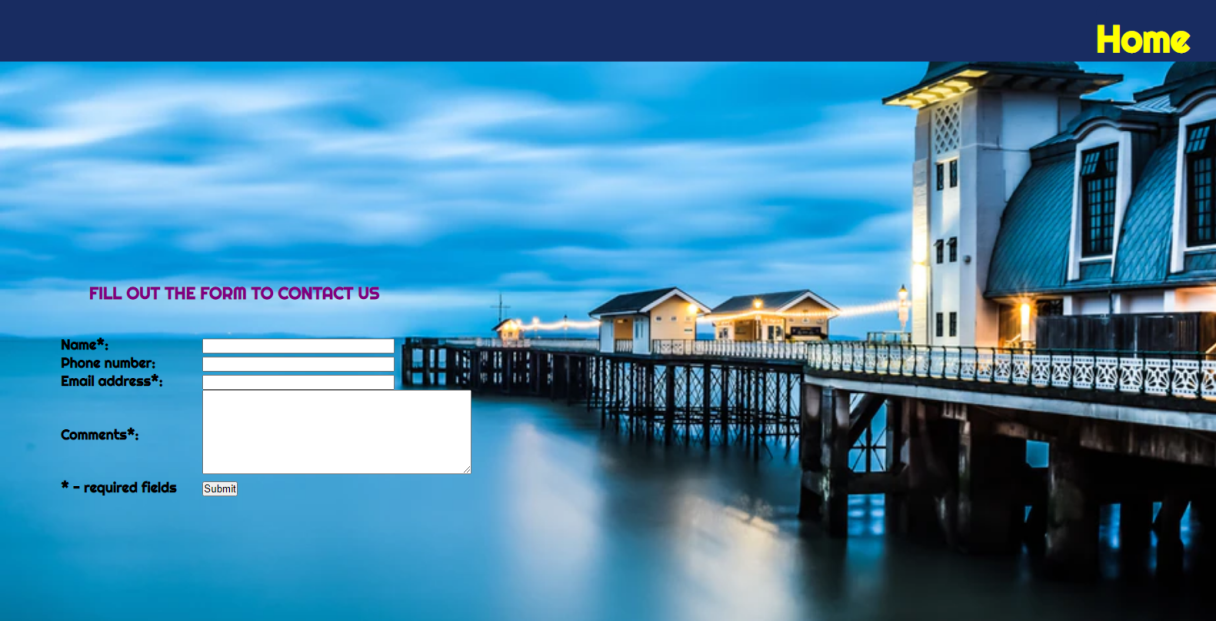 Home
FILL OUT THE FORM TO CONTACT US
Name*:
Phone number:
Email address*:
Comments*:
* - required fields Submit